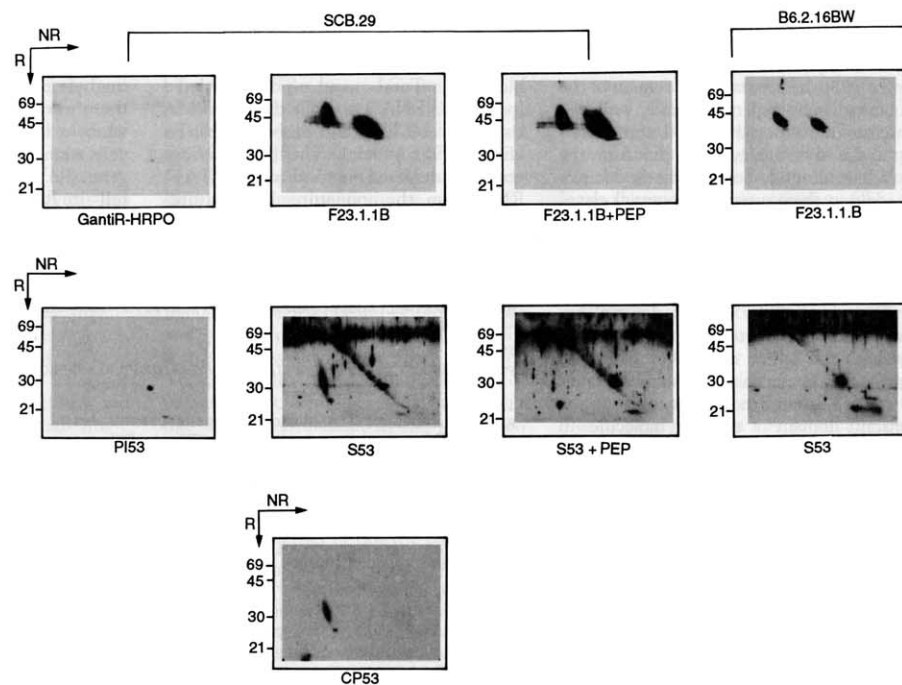 SCB.29
B6.2.16BW
NR
R
69
45
30
21
GantiR-HRPO
69
45
30
21
F23.1.1B
69
45
30
21
F23.1.1B+PEP
69
45
30
21
F23.1.1.B
NR
R
69
45
30
21
PI53
69
45
30
21
S53
69
45
30
21
S53 + PEP
69
45
30
21
S53
NR
R
69
45
30
21
CP53